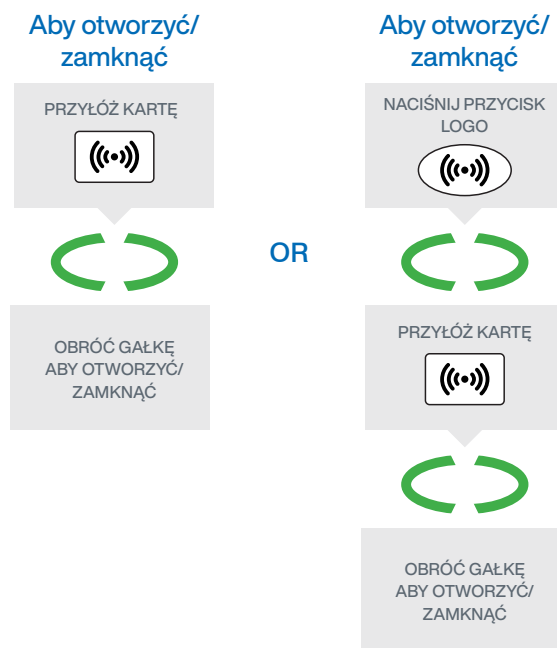 Aby otworzyć/
zamknąć
PRZYŁÓŻ KARTĘ
OBRÓĆ GAŁKĘ
ABY OTWORZYĆ/
ZAMKNĄĆ
OR
Aby otworzyć/
zamknąć
NACIŚNIJ PRZYCISK
LOGO
PRZYŁÓŻ KARTĘ
OBRÓĆ GAŁKĘ
ABY OTWORZYĆ/
ZAMKNĄĆ